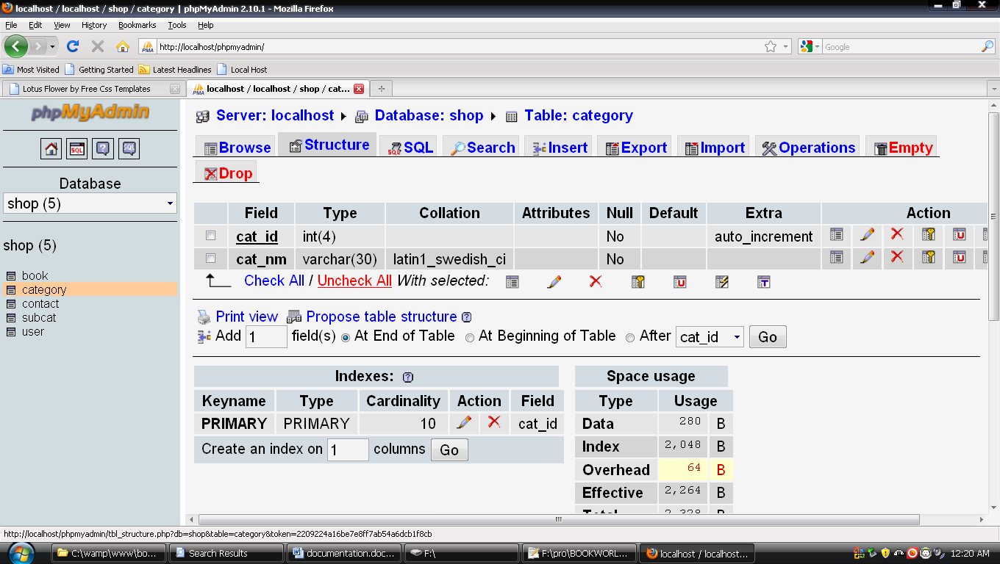 localhost / localhost / shop / category | phpMyAdmin 2.10.1 - Mozilla Firefox
File Edit View History Bookmarks Tools Help
http://localhost/phpmyadmin/ Google
Most Visited Getting Started Latest Headlines Local Host
Lotus Flower by Free Css Templates localhost / localhost / shop / cat...
phpMyAdmin
Database
shop (5)
shop (5)
book
category
contact
subcat
user
Server: localhost Database: shop Table: category
Browse Structure SQL Search Insert Export Import Operations Empty
Drop
Field Type Collation Attributes Null Default Extra Action
cat_id int(4) No auto_increment
cat_nm varchar(30) latin1_swedish_ci No
Check All / Uncheck All With selected:
Print view Propose table structure
Add 1 field(s) At End of Table At Beginning of Table After cat_id Go
Indexes:
Keyname Type Cardinality Action Field
PRIMARY PRIMARY 10 cat_id
Create an index on 1 columns Go
Space usage
Type Usage
Data 280 B
Index 2,048 B
Overhead 64 B
Effective 2,264 B
Total 2,328 B
http://localhost/phpmyadmin/tbl_structure.php?db=shop&table=category&token=2209224a16be7e8ff7ab54a6dcb1f8cb
C:\wamp\www\bo... Search Results documentation.doc... F:\ F:\pro\BOOKWORL... localhost / localhost... 12:20 AM